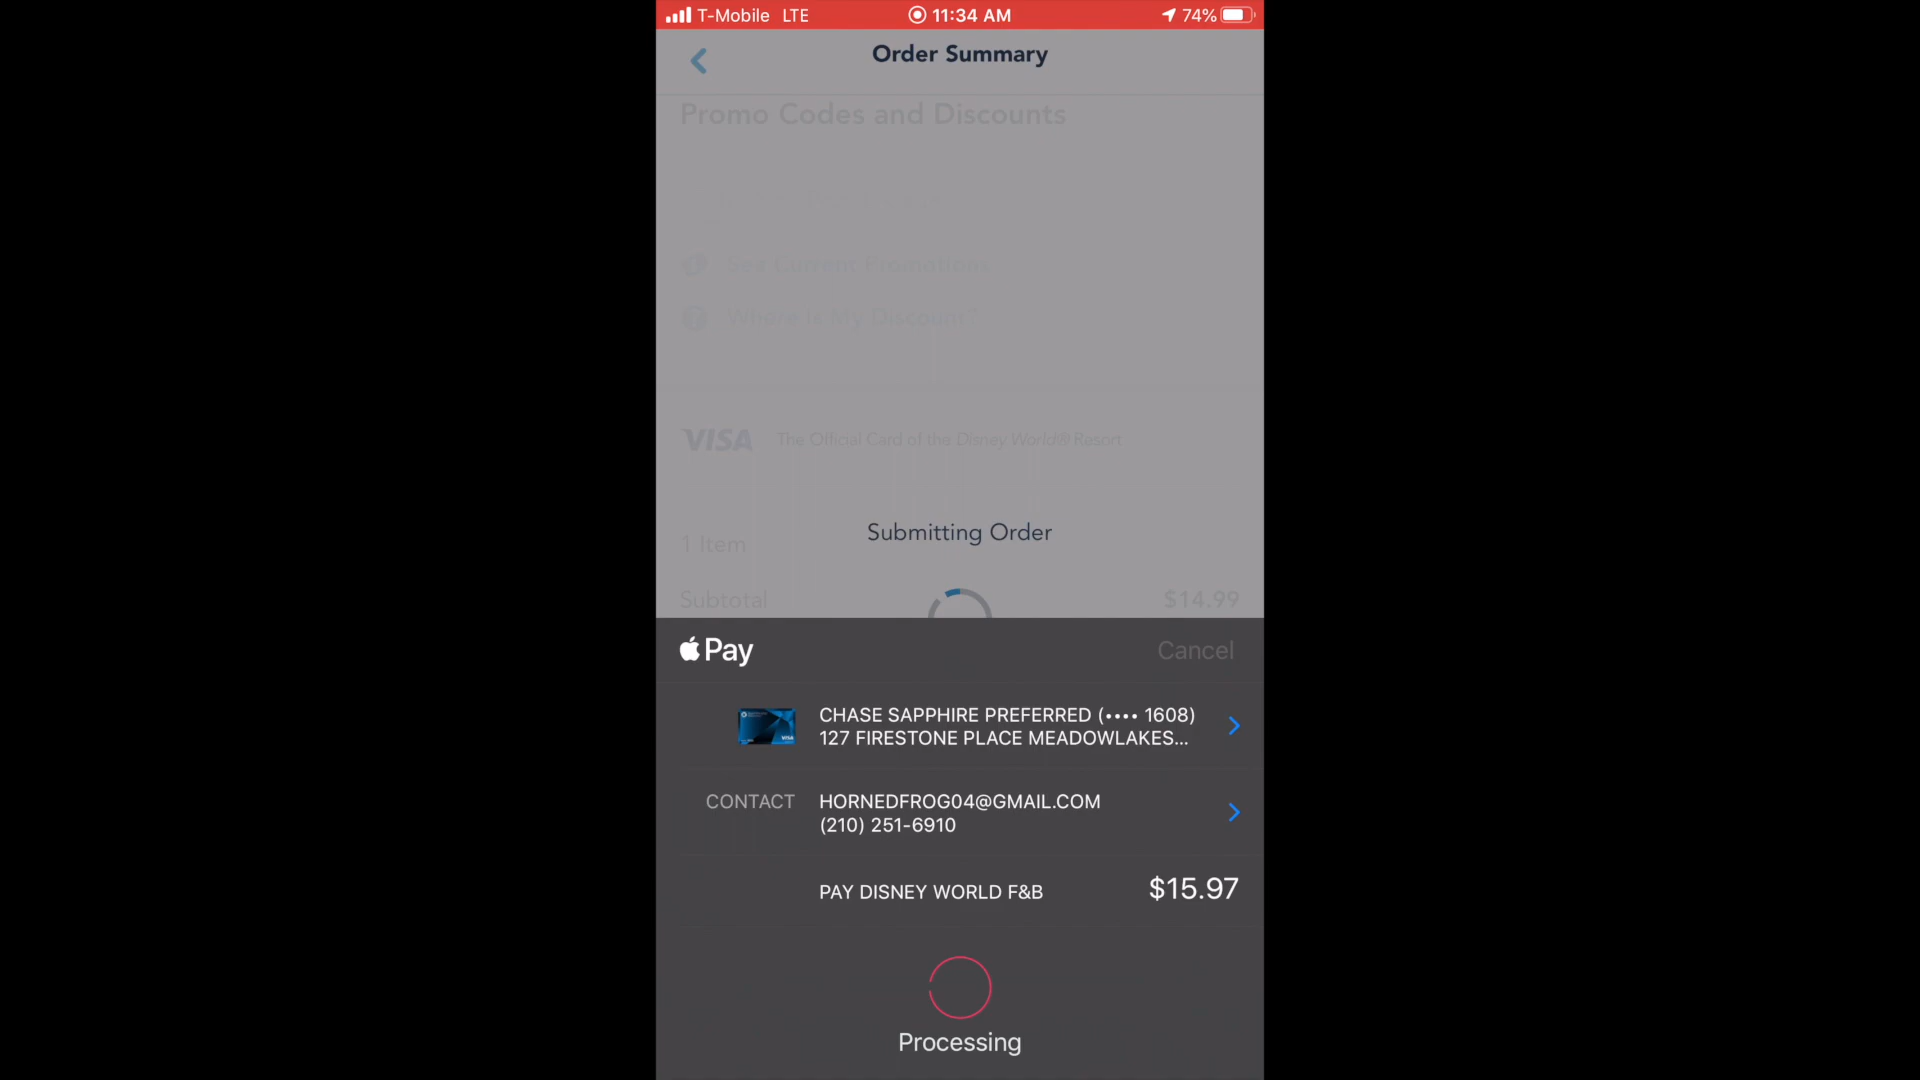 T-Mobile LTE 11:34 AM 74%
Order Summary
Promo Codes and Discounts
See Current Promotions
Where is My Discount?
VISA The Official Card of the Disney World® Resort
Submitting Order
1 Item
Subtotal $14.99
Pay Cancel
CHASE SAPPHIRE PREFERRED (•••• 1608)
127 FIRESTONE PLACE MEADOWLAKES...
CONTACT HORNEDFROG04@GMAIL.COM
(210) 251-6910
PAY DISNEY WORLD F&B $15.97
Processing